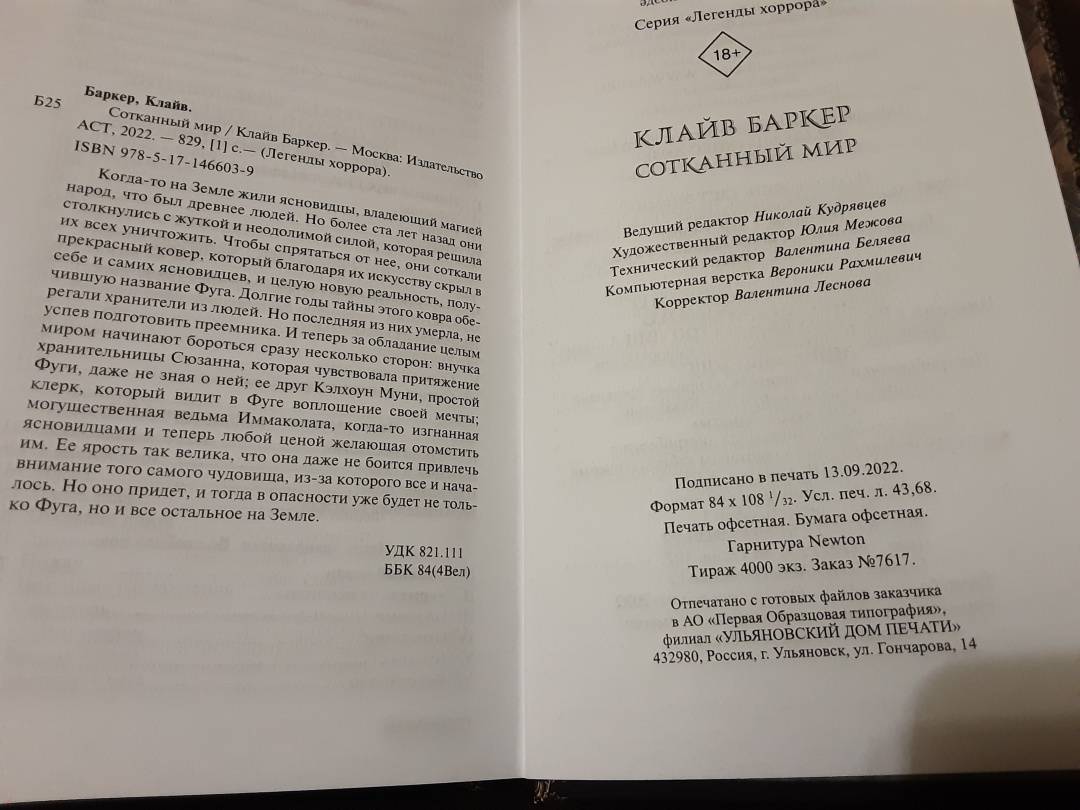 Баркер, Клайв.
Б25 Сотканный мир / Клайв Баркер. — Москва: Издательство
АСТ, 2022. — 829, [1] с.— (Легенды хоррора).
ISBN 978-5-17-146603-9
Когда-то на Земле жили ясновидцы, владеющий магией
народ, что был древнее людей. Но более ста лет назад они
столкнулись с жуткой и неодолимой силой, которая решила
их всех уничтожить. Чтобы спрятаться от нее, они соткали
прекрасный ковер, который благодаря их искусству скрыл в
себе и самих ясновидцев, и целую новую реальность, полу-
чившую название Фуга. Долгие годы тайны этого ковра обе-
регали хранители из людей. Но последняя из них умерла, не
успев подготовить преемника. И теперь за обладание целым
миром начинают бороться сразу несколько сторон: внучка
хранительницы Сюзанна, которая чувствовала притяжение
Фуги, даже не зная о ней; ее друг Кэлхоун Муни, простой
клерк, который видит в Фуге воплощение своей мечты;
могущественная ведьма Иммаколата, когда-то изгнанная
ясновидцами и теперь любой ценой желающая отомстить
им. Ее ярость так велика, что она даже не боится привлечь
внимание того самого чудовища, из-за которого все и нача-
лось. Но оно придет, и тогда в опасности уже будет не толь-
ко Фуга, но и все остальное на Земле.
УДК 821.111
ББК 84(4Вел)
Серия «Легенды хоррора»
18+
КЛАЙВ БАРКЕР
СОТКАННЫЙ МИР
Ведущий редактор Николай Кудрявцев
Художественный редактор Юлия Межова
Технический редактор Валентина Беляева
Компьютерная верстка Вероники Рахмилевич
Корректор Валентина Леснова
Подписано в печать 13.09.2022.
Формат 84 x 108 1/32. Усл. печ. л. 43,68.
Печать офсетная. Бумага офсетная.
Гарнитура Newton
Тираж 4000 экз. Заказ №7617.
Отпечатано с готовых файлов заказчика
в АО «Первая Образцовая типография»,
филиал «УЛЬЯНОВСКИЙ ДОМ ПЕЧАТИ»
432980, Россия, г. Ульяновск, ул. Гончарова, 14